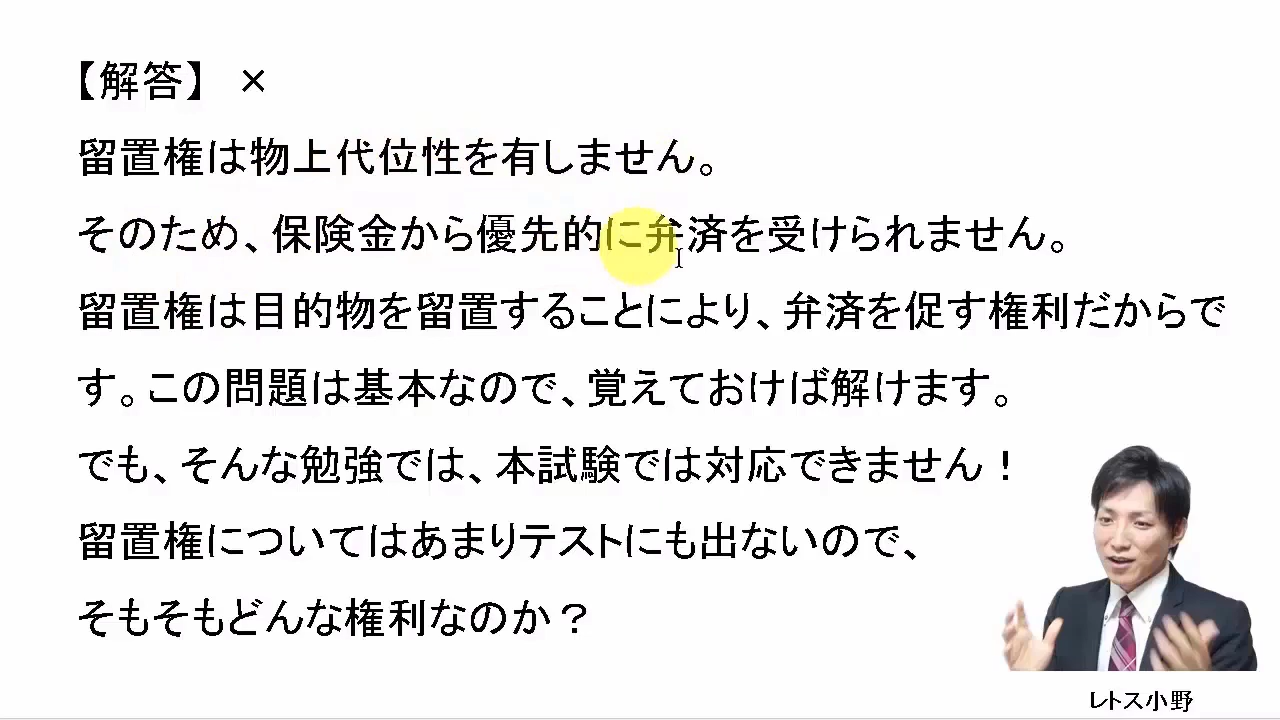 【解答】 ×
留置権は物上代位性を有しません。
そのため、保険金から優先的に弁済を受けられません。
留置権は目的物を留置することにより、弁済を促す権利だからで
す。この問題は基本なので、覚えておけば解けます。
でも、そんな勉強では、本試験では対応できません！
留置権についてはあまりテストにも出ないので、
そもそもどんな権利なのか？
レトス小野